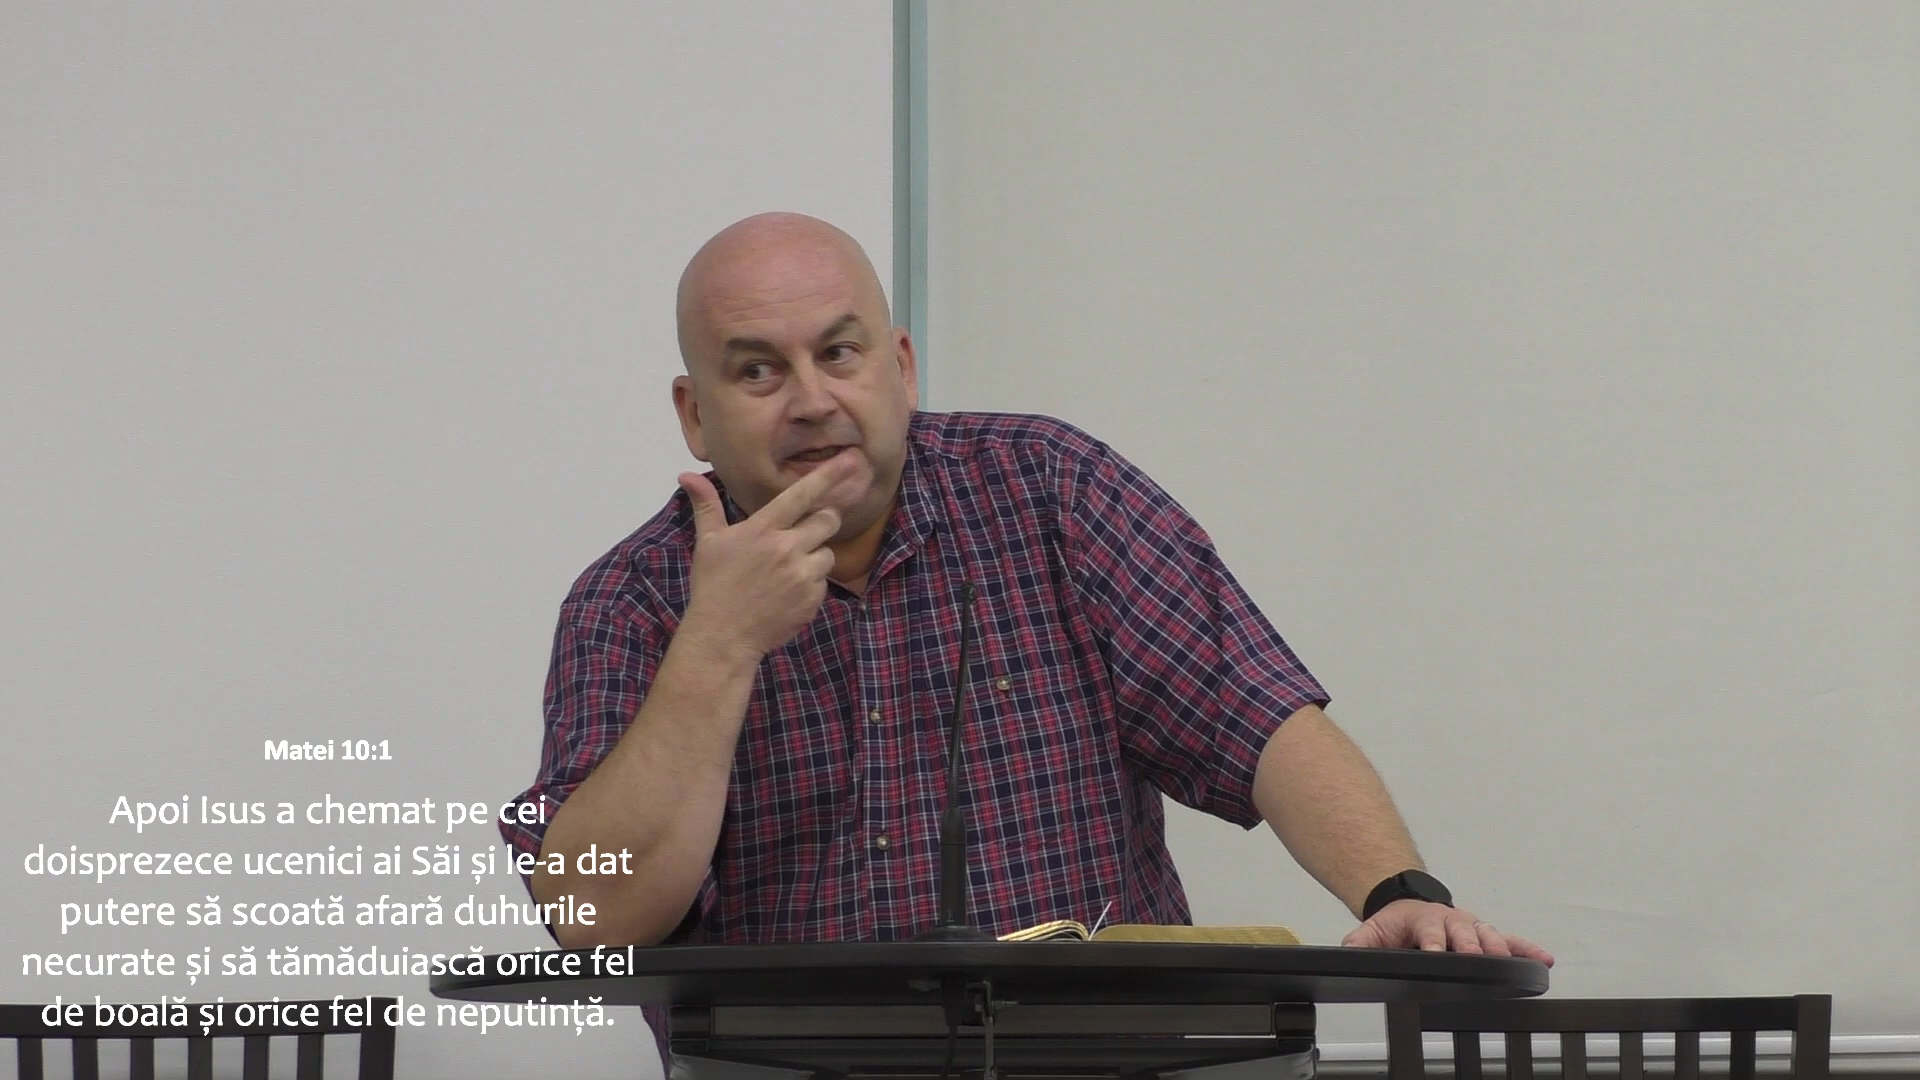 Matei 10:1
Apoi Isus a chemat pe cei
doisprezece ucenici ai Săi și le-a dat
putere să scoată afară duhurile
necurate și să tămăduiască orice fel
de boală și orice fel de neputință.